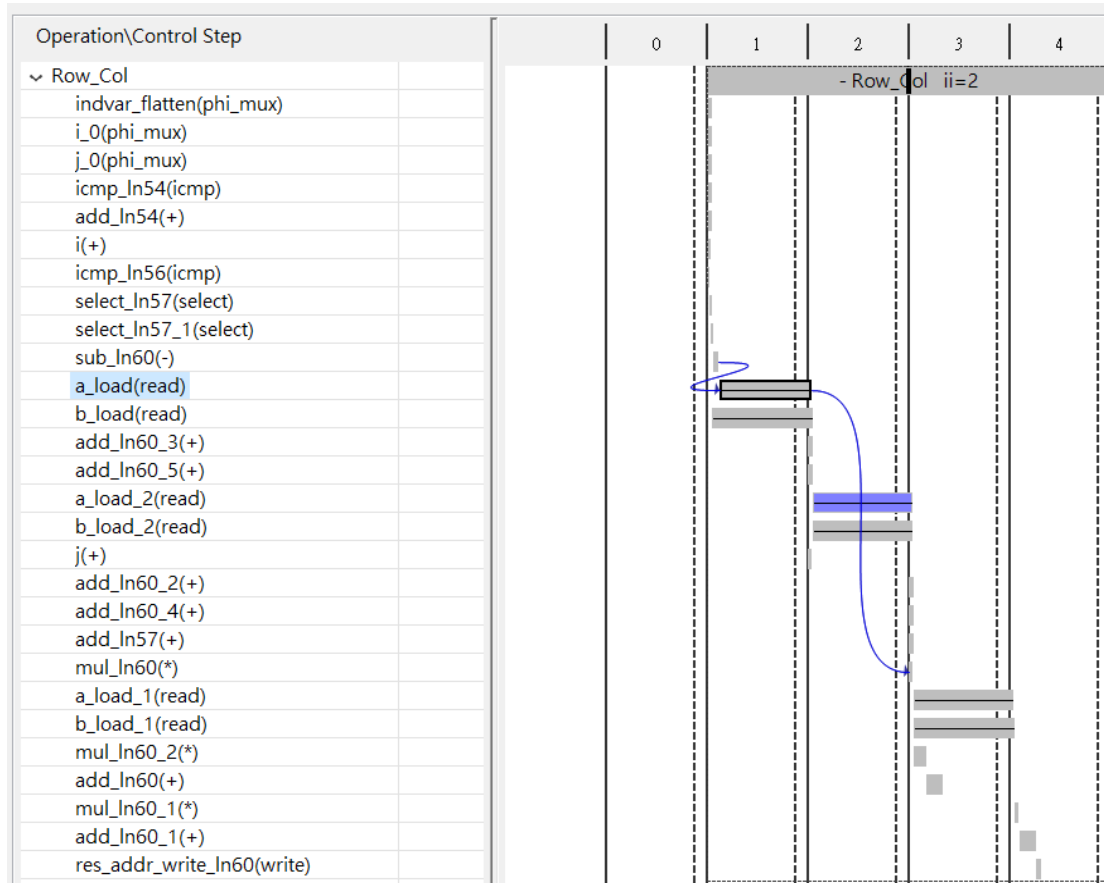 Operation\Control Step
0 1 2 3 4
Row_Col
- Row_Col ii=2
indvar_flatten(phi_mux)
i_0(phi_mux)
j_0(phi_mux)
icmp_ln54(icmp)
add_ln54(+)
i(+)
icmp_ln56(icmp)
select_ln57(select)
select_ln57_1(select)
sub_ln60(-)
a_load(read)
b_load(read)
add_ln60_3(+)
add_ln60_5(+)
a_load_2(read)
b_load_2(read)
j(+)
add_ln60_2(+)
add_ln60_4(+)
add_ln57(+)
mul_ln60(*)
a_load_1(read)
b_load_1(read)
mul_ln60_2(*)
add_ln60(+)
mul_ln60_1(*)
add_ln60_1(+)
res_addr_write_ln60(write)